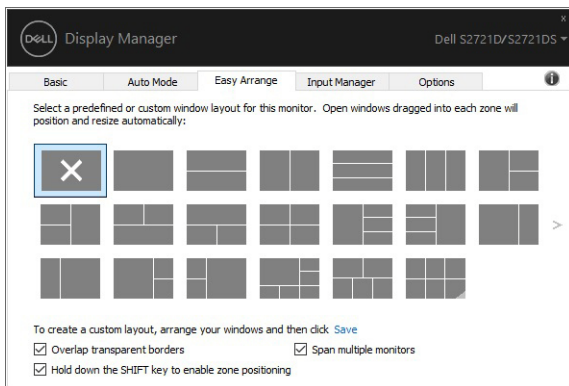 x
DELL Display Manager Dell S2721D/S2721DS
Basic Auto Mode Easy Arrange Input Manager Options
Select a predefined or custom window layout for this monitor. Open windows dragged into each zone will
position and resize automatically:
To create a custom layout, arrange your windows and then click Save
Overlap transparent borders Span multiple monitors
Hold down the SHIFT key to enable zone positioning